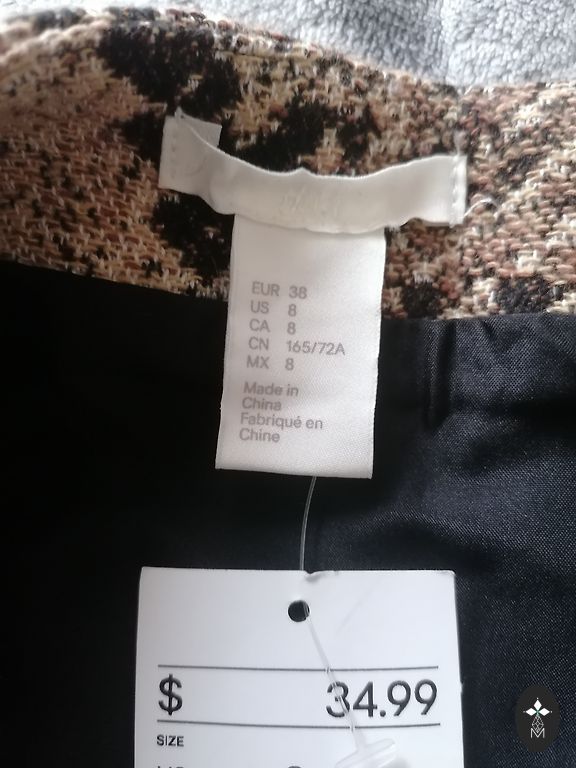 EUR 38
US 8
CA 8
CN 165/72A
MX 8
Made in
China
Fabriqué en
Chine
$ 34.99
SIZE